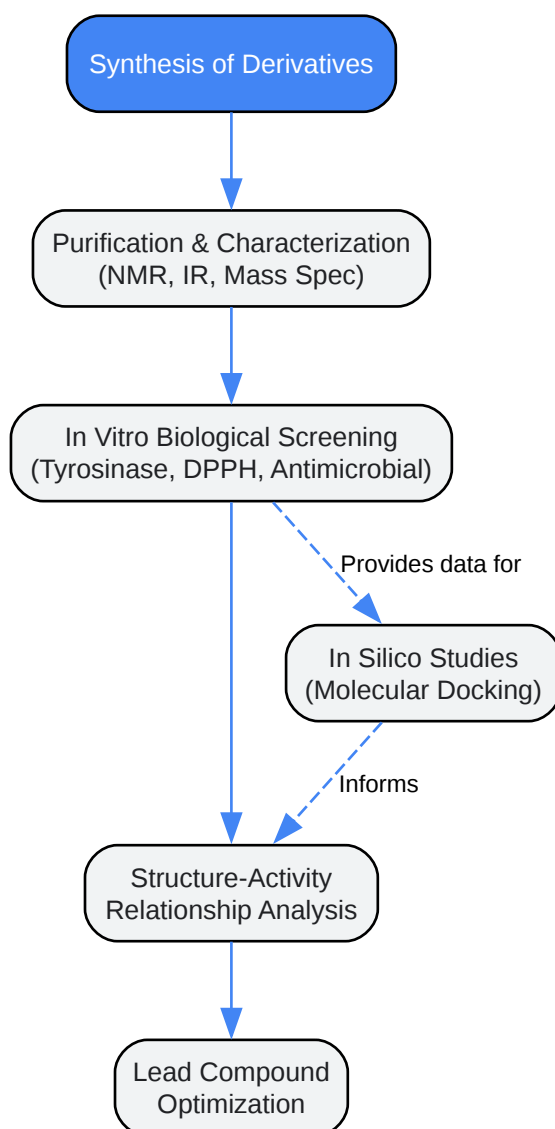 Synthesis of Derivatives
Purification & Characterization
(NMR, IR, Mass Spec)
In Vitro Biological Screening
(Tyrosinase, DPPH, Antimicrobial)
Provides data for
In Silico Studies
(Molecular Docking)
Informs
Structure-Activity
Relationship Analysis
Lead Compound
Optimization